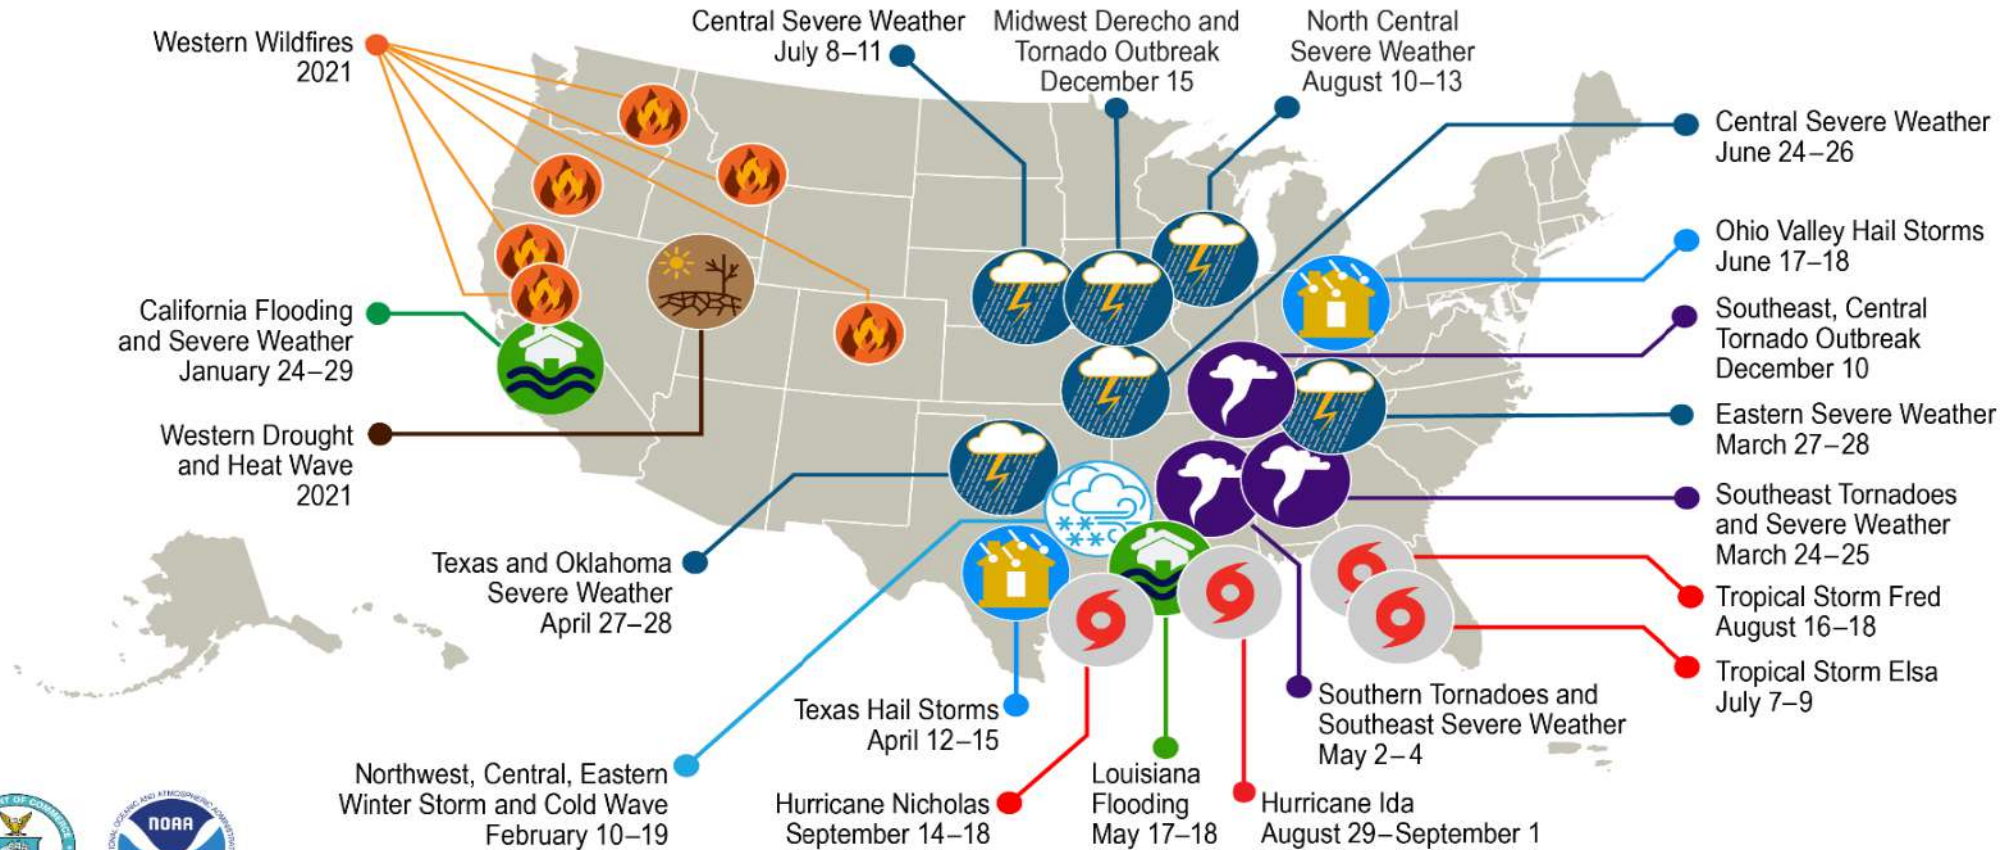 Western Wildfires
2021
Central Severe Weather
July 8–11
Midwest Derecho and
Tornado Outbreak
December 15
North Central
Severe Weather
August 10–13
Central Severe Weather
June 24–26
Ohio Valley Hail Storms
June 17–18
Southeast, Central
Tornado Outbreak
December 10
Eastern Severe Weather
March 27–28
Southeast Tornadoes
and Severe Weather
March 24–25
Tropical Storm Fred
August 16–18
Tropical Storm Elsa
July 7–9
California Flooding
and Severe Weather
January 24–29
Western Drought
and Heat Wave
2021
Texas and Oklahoma
Severe Weather
April 27–28
Texas Hail Storms
April 12–15
Southern Tornadoes and
Southeast Severe Weather
May 2–4
Northwest, Central, Eastern
Winter Storm and Cold Wave
February 10–19
Hurricane Nicholas
September 14–18
Louisiana
Flooding
May 17–18
Hurricane Ida
August 29–September 1
OF COMMERCE
AND ATMOSPHERIC
NOAA